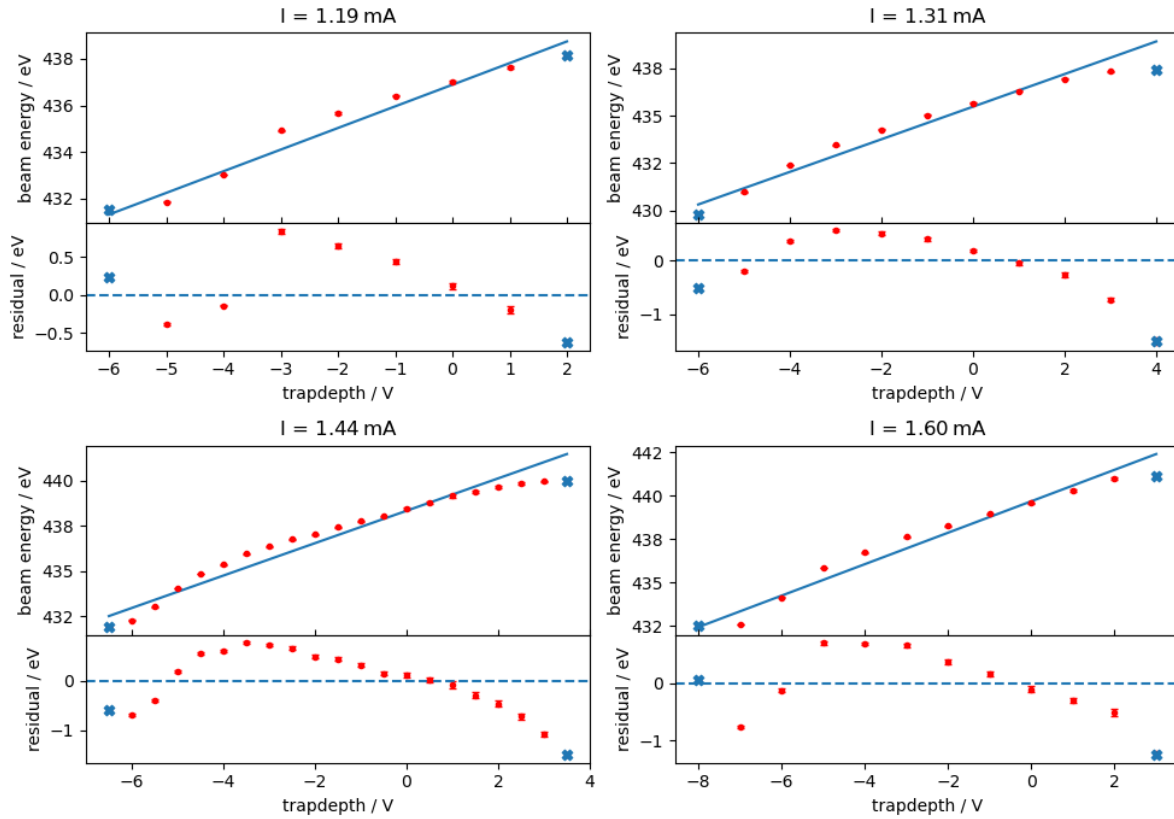 I = 1.19 mA
438
436
434
432
beam energy / eV
0.5
0.0
−0.5
residual / eV
−6 −5 −4 −3 −2 −1 0 1 2
trapdepth / V
I = 1.31 mA
438
435
432
430
beam energy / eV
0
−1
residual / eV
−6 −4 −2 0 2 4
trapdepth / V
I = 1.44 mA
440
438
435
432
beam energy / eV
0
−1
residual / eV
−6 −4 −2 0 2 4
trapdepth / V
I = 1.60 mA
442
440
438
435
432
beam energy / eV
0
−1
residual / eV
−8 −6 −4 −2 0 2
trapdepth / V